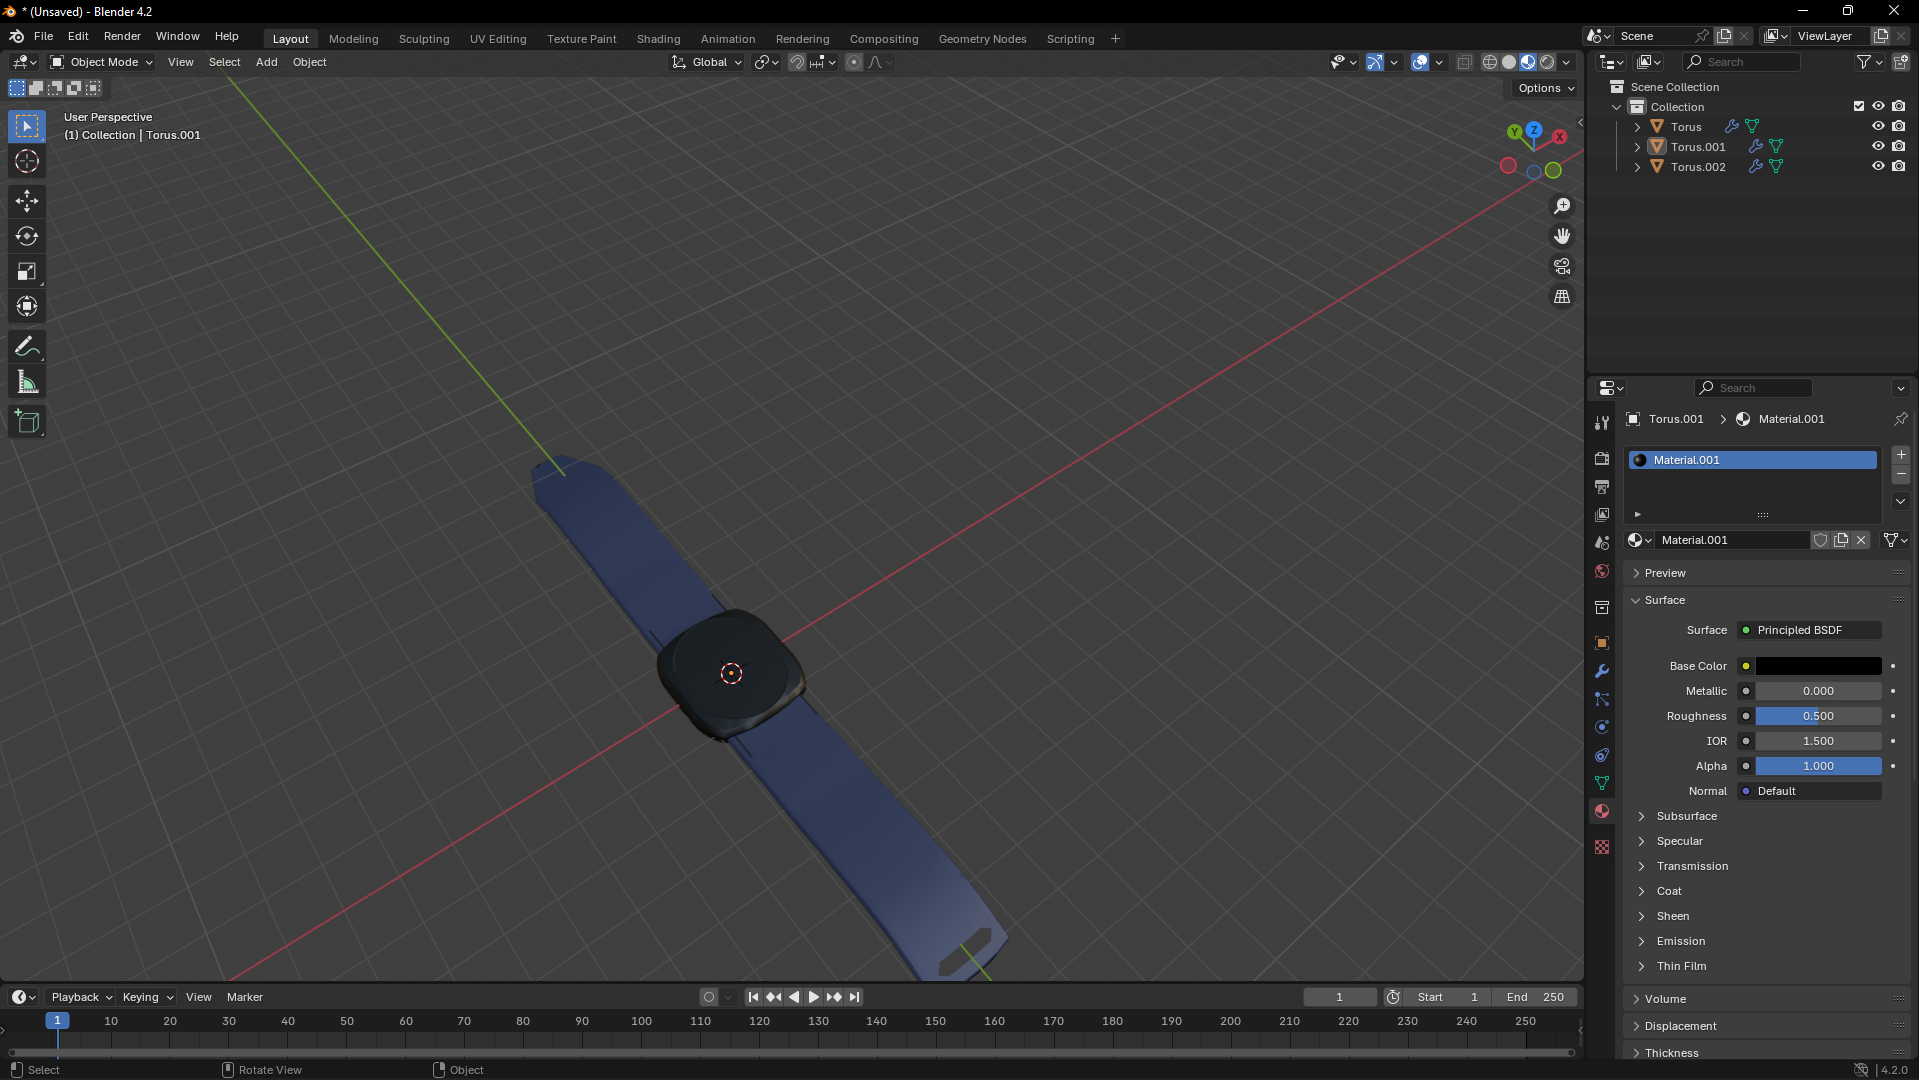 * (Unsaved) - Blender 4.2
File Edit Render Window Help Layout Modeling Sculpting UV Editing Texture Paint Shading Animation Rendering Compositing Geometry Nodes Scripting + Scene ViewLayer
Object Mode View Select Add Object Global Search
Options
User Perspective
(1) Collection | Torus.001
Y Z X
Scene Collection
Collection
Torus
Torus.001
Torus.002
Search
Torus.001 > Material.001
Material.001
Material.001
Preview
Surface
Surface Principled BSDF
Base Color
Metallic 0.000
Roughness 0.500
IOR 1.500
Alpha 1.000
Normal Default
Subsurface
Specular
Transmission
Coat
Sheen
Emission
Thin Film
Volume
Displacement
Thickness
Playback Keying View Marker 1 Start 1 End 250
1 10 20 30 40 50 60 70 80 90 100 110 120 130 140 150 160 170 180 190 200 210 220 230 240 250
Select Rotate View Object 4.2.0